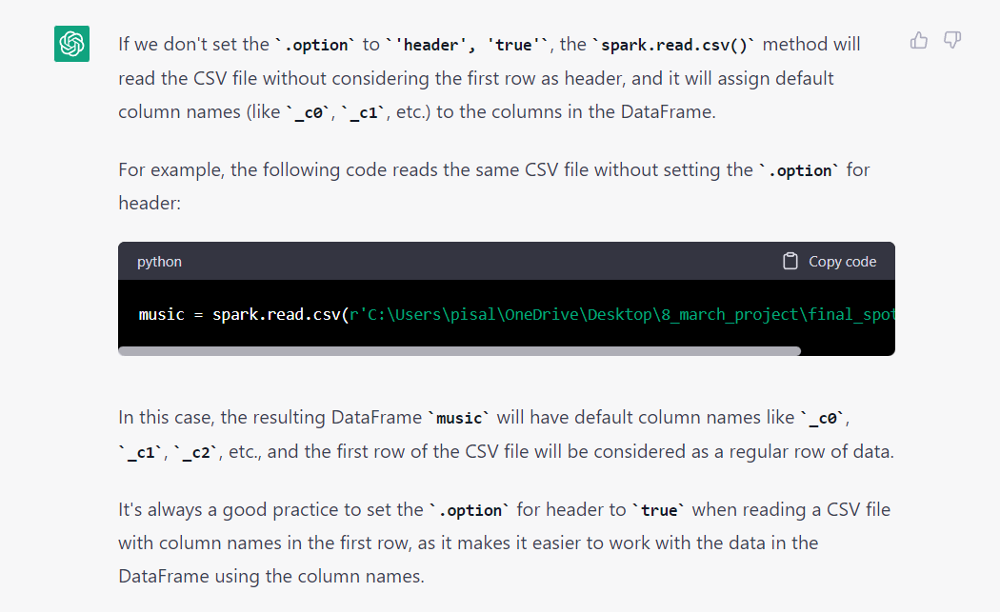 If we don't set the `.option` to `'header', 'true'`, the `spark.read.csv()` method will
read the CSV file without considering the first row as header, and it will assign default
column names (like `_c0`, `_c1`, etc.) to the columns in the DataFrame.
For example, the following code reads the same CSV file without setting the `.option` for
header:
python Copy code
music = spark.read.csv(r'C:\Users\pisal\OneDrive\Desktop\8_march_project\final_spot
In this case, the resulting DataFrame `music` will have default column names like `_c0`,
`_c1`, `_c2`, etc., and the first row of the CSV file will be considered as a regular row of data.
It's always a good practice to set the `.option` for header to `true` when reading a CSV file
with column names in the first row, as it makes it easier to work with the data in the
DataFrame using the column names.